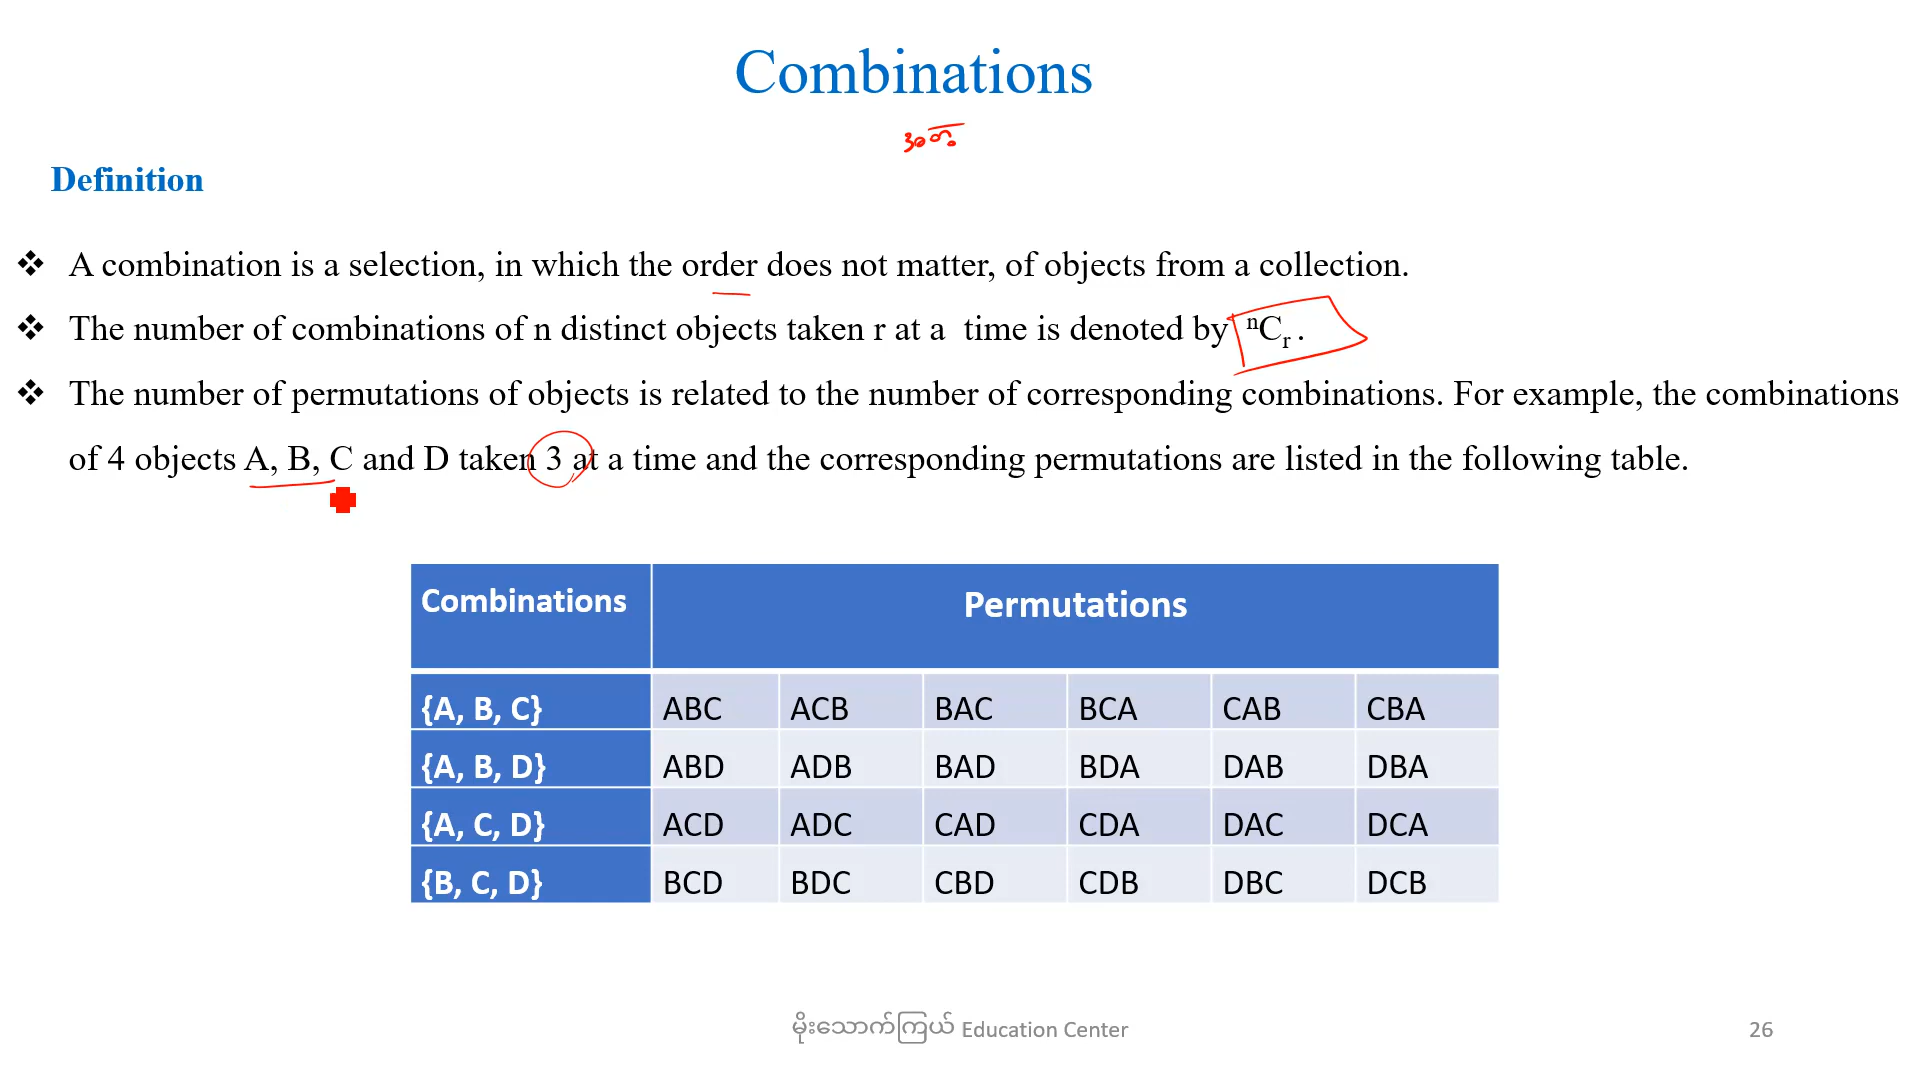 Combinations
Definition
❖ A combination is a selection, in which the order does not matter, of objects from a collection.
❖ The number of combinations of n distinct objects taken r at a time is denoted by ⁿCᵣ .
❖ The number of permutations of objects is related to the number of corresponding combinations. For example, the combinations
of 4 objects A, B, C and D taken 3 at a time and the corresponding permutations are listed in the following table.
Combinations Permutations
{A, B, C} ABC ACB BAC BCA CAB CBA
{A, B, D} ABD ADB BAD BDA DAB DBA
{A, C, D} ACD ADC CAD CDA DAC DCA
{B, C, D} BCD BDC CBD CDB DBC DCB
မိုးသောက်ကြယ် Education Center 26